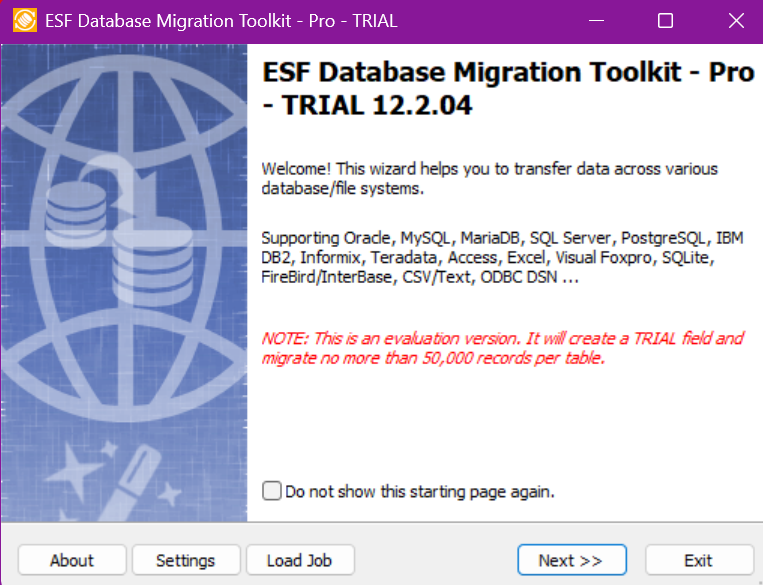 ESF Database Migration Toolkit - Pro - TRIAL
ESF Database Migration Toolkit - Pro
- TRIAL 12.2.04
Welcome! This wizard helps you to transfer data across various
database/file systems.
Supporting Oracle, MySQL, MariaDB, SQL Server, PostgreSQL, IBM
DB2, Informix, Teradata, Access, Excel, Visual Foxpro, SQLite,
FireBird/InterBase, CSV/Text, ODBC DSN ...
NOTE: This is an evaluation version. It will create a TRIAL field and
migrate no more than 50,000 records per table.
Do not show this starting page again.
About Settings Load Job Next >> Exit